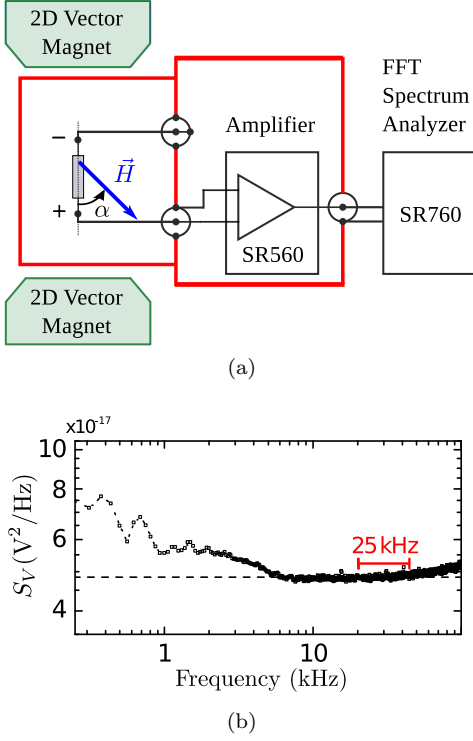 2D Vector
Magnet
FFT
Spectrum
Analyzer
Amplifier
−
H⃗
+
α
SR560
SR760
2D Vector
Magnet
(a)
x10-17
10
8
6
4
SV(V2/Hz)
25 kHz
1
10
Frequency (kHz)
(b)